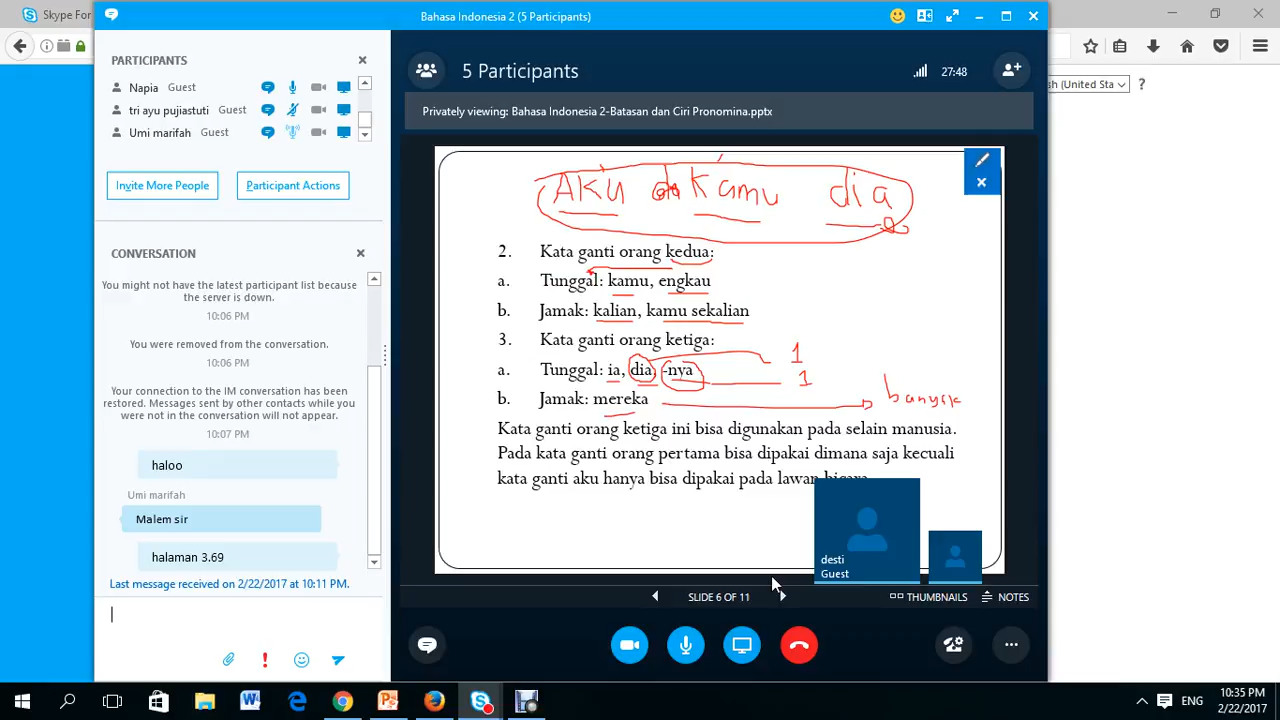 Skype For
Bahasa Indonesia 2 (5 Participants)
PARTICIPANTS
Napia Guest
tri ayu pujiastuti Guest
Umi marifah Guest
Invite More People
Participant Actions
CONVERSATION
You might not have the latest participant list because
the server is down.
10:06 PM
You were removed from the conversation.
10:06 PM
Your connection to the IM conversation has been
restored. Messages sent by your contacts while you
were not in the conversation will not appear.
10:07 PM
haloo
Umi marifah
Malem sir
halaman 3.69
Last message received on 2/22/2017 at 10:11 PM.
5 Participants
27:48
Privately viewing: Bahasa Indonesia 2-Batasan dan Ciri Pronomina.pptx
AKU kamu dia
2. Kata ganti orang kedua:
a. Tunggal: kamu, engkau
b. Jamak: kalian, kamu sekalian
3. Kata ganti orang ketiga:
a. Tunggal: ia, dia, -nya
1
1
b. Jamak: mereka
banyak
Kata ganti orang ketiga ini bisa digunakan pada selain manusia.
Pada kata ganti orang pertama bisa dipakai dimana saja kecuali
kata ganti aku hanya bisa dipakai pada lawan bicara
desti
Guest
SLIDE 6 OF 11
THUMBNAILS
NOTES
sh (United Sta
?
ENG
10:35 PM
2/22/2017